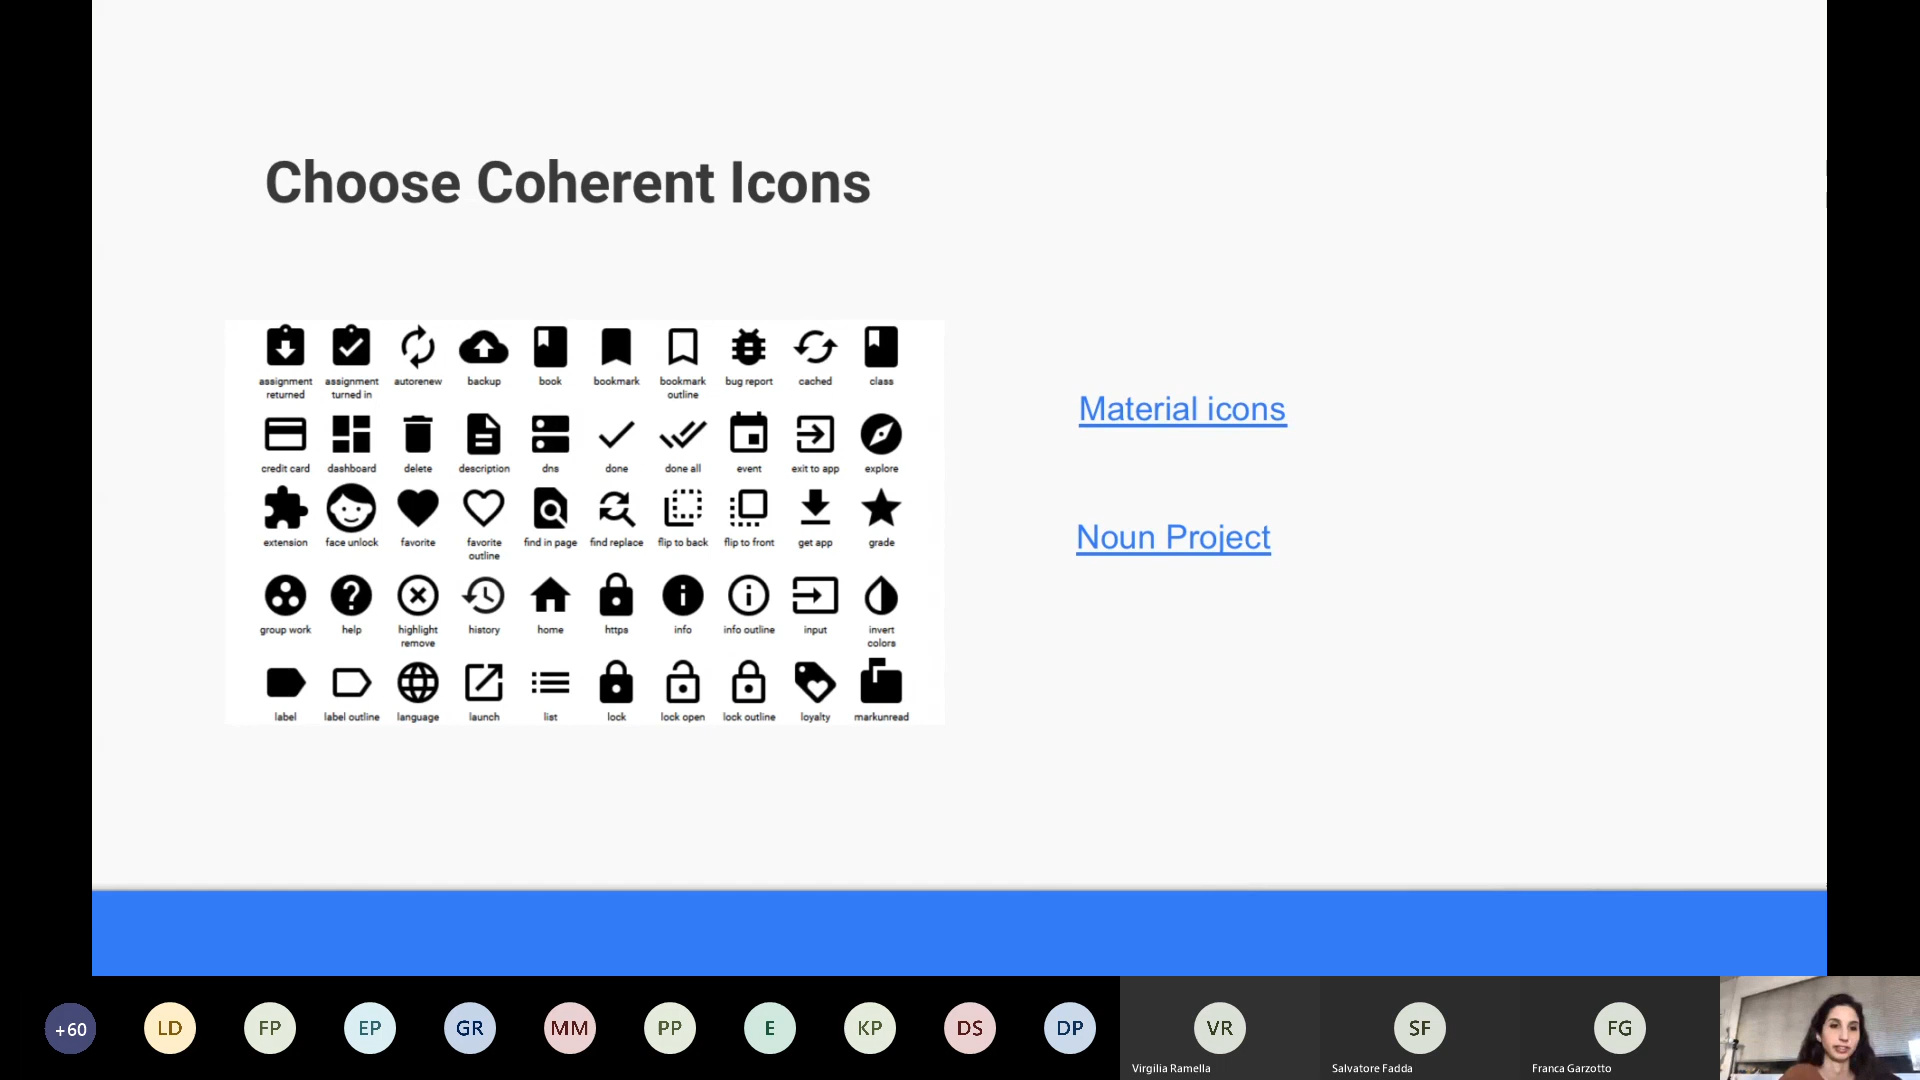 Choose Coherent Icons
assignment returned
assignment turned in
autorenew
backup
book
bookmark
bookmark outline
bug report
cached
class
credit card
dashboard
delete
description
dns
done
done all
event
exit to app
explore
extension
face unlock
favorite
favorite outline
find in page
find replace
flip to back
flip to front
get app
grade
group work
help
highlight remove
history
home
https
info
info outline
input
invert colors
label
label outline
language
launch
list
lock
lock open
lock outline
loyalty
markunread
Material icons
Noun Project
+60
LD
FP
EP
GR
MM
PP
E
KP
DS
DP
VR
SF
FG
Virgilia Ramella
Salvatore Fadda
Franca Garzotto